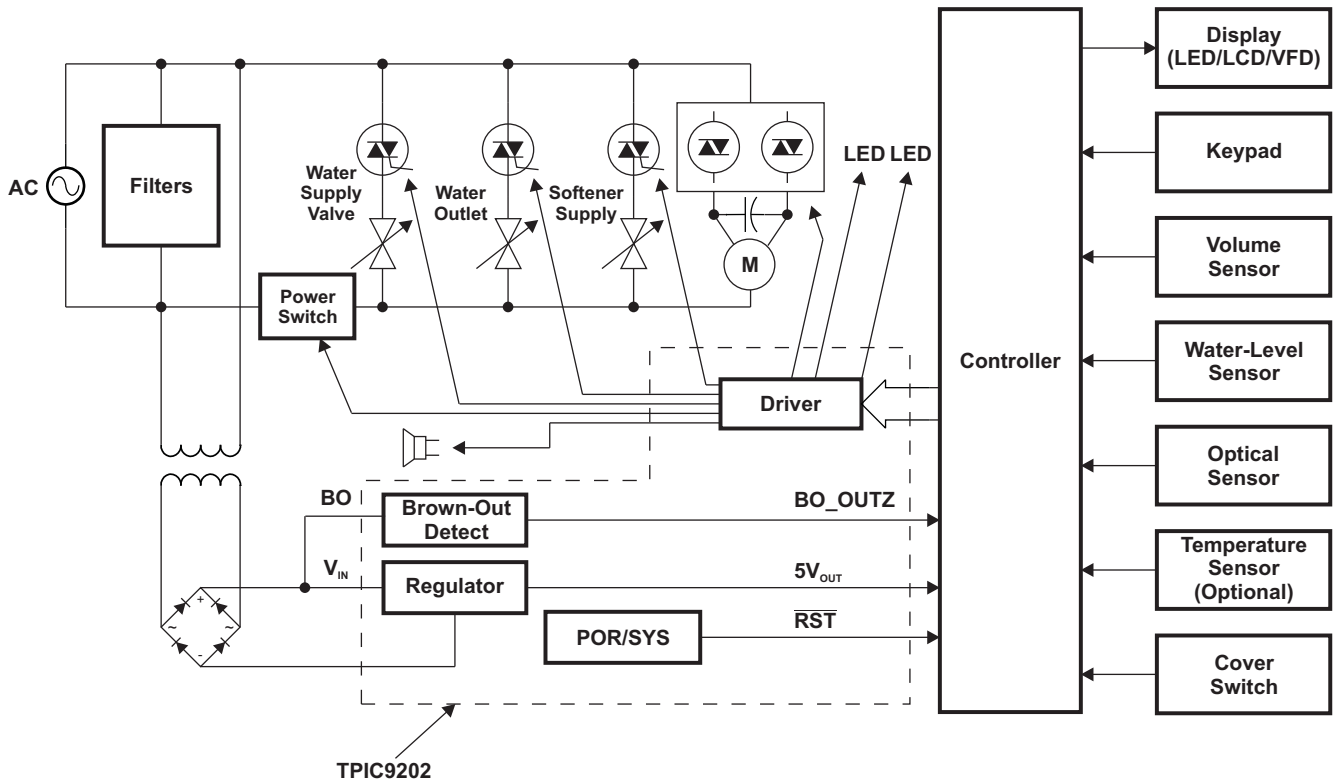 AC
Filters
Water
Supply
Valve
Water
Outlet
Softener
Supply
LED LED
M
Power
Switch
Driver
Controller
BO
Brown-Out
Detect
BO_OUTZ
VIN
Regulator
5VOUT
POR/SYS
RST
~
+
~
-
TPIC9202
Display
(LED/LCD/VFD)
Keypad
Volume
Sensor
Water-Level
Sensor
Optical
Sensor
Temperature
Sensor
(Optional)
Cover
Switch